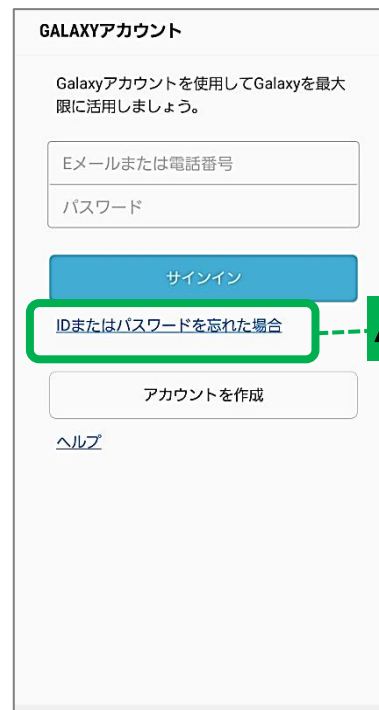 GALAXYアカウント
Galaxyアカウントを使用してGalaxyを最大
限に活用しましょう。
Eメールまたは電話番号
パスワード
サインイン
IDまたはパスワードを忘れた場合
アカウントを作成
ヘルプ